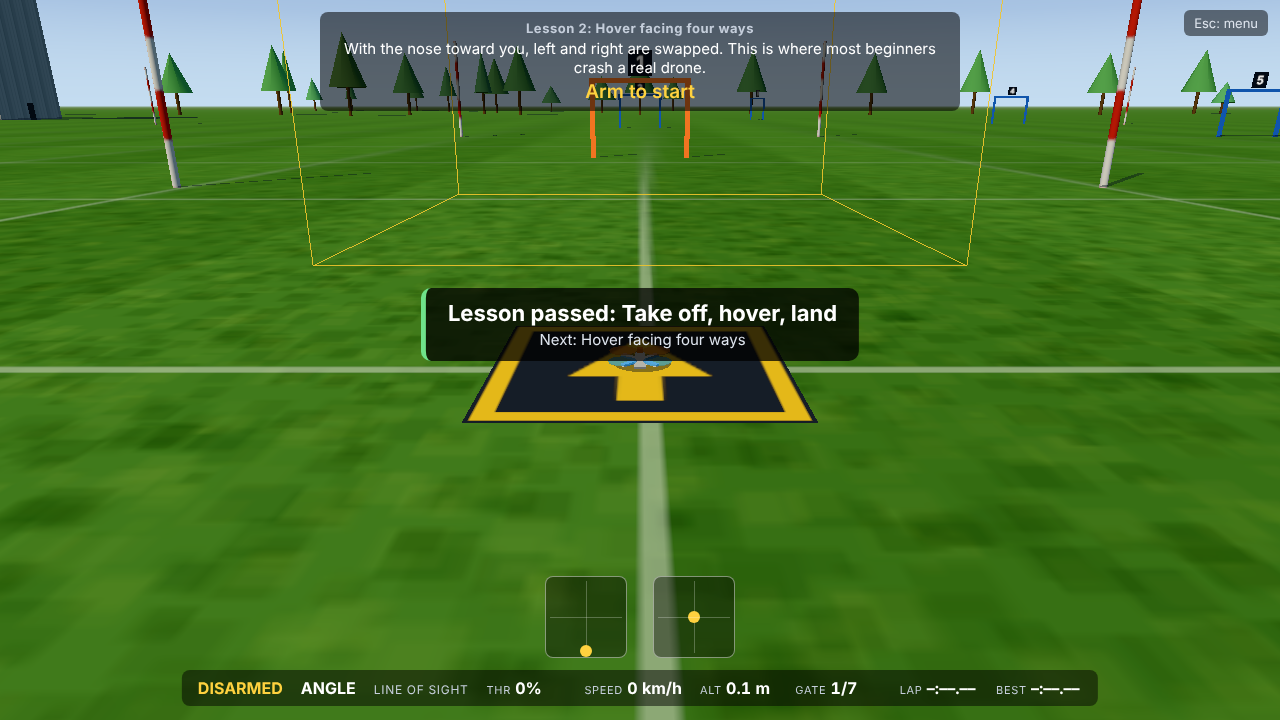 Lesson 2: Hover facing four ways
With the nose toward you, left and right are swapped. This is where most beginners
crash a real drone.
Arm to start
Esc: menu
1
5
Lesson passed: Take off, hover, land
Next: Hover facing four ways
DISARMED ANGLE LINE OF SIGHT THR 0% SPEED 0 km/h ALT 0.1 m GATE 1/7 LAP –:––.–– BEST –:––.––